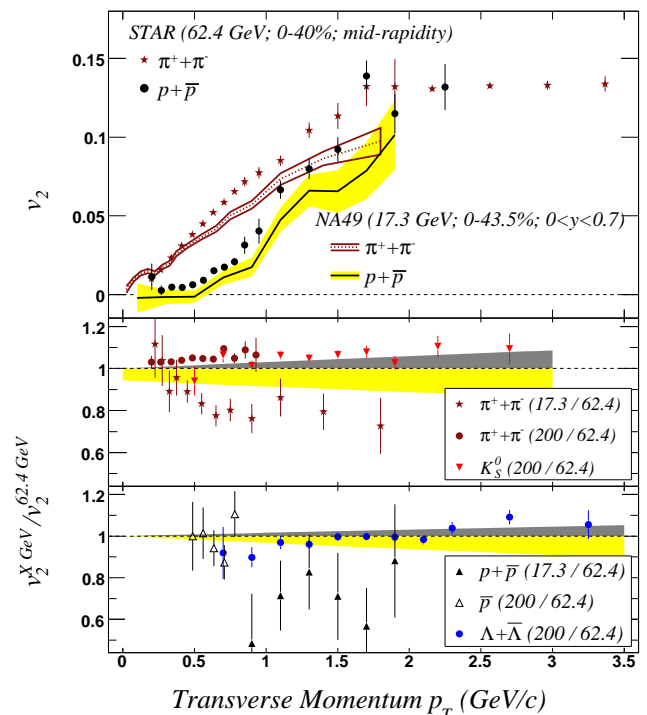 STAR (62.4 GeV; 0-40%; mid-rapidity)
π⁺+π⁻
p+p̅
0.15
0.1
0.05
0
v₂
NA49 (17.3 GeV; 0-43.5%; 0<y<0.7)
π⁺+π⁻
p+p̅
1.2
1
0.8
0.6
π⁺+π⁻ (17.3 / 62.4)
π⁺+π⁻ (200 / 62.4)
K⁰_S (200 / 62.4)
v₂^X GeV/v₂^62.4 GeV
1.2
1
0.8
0.6
p+p̅ (17.3 / 62.4)
p̅ (200 / 62.4)
Λ+Λ̅ (200 / 62.4)
0 0.5 1 1.5 2 2.5 3 3.5
Transverse Momentum p_T (GeV/c)